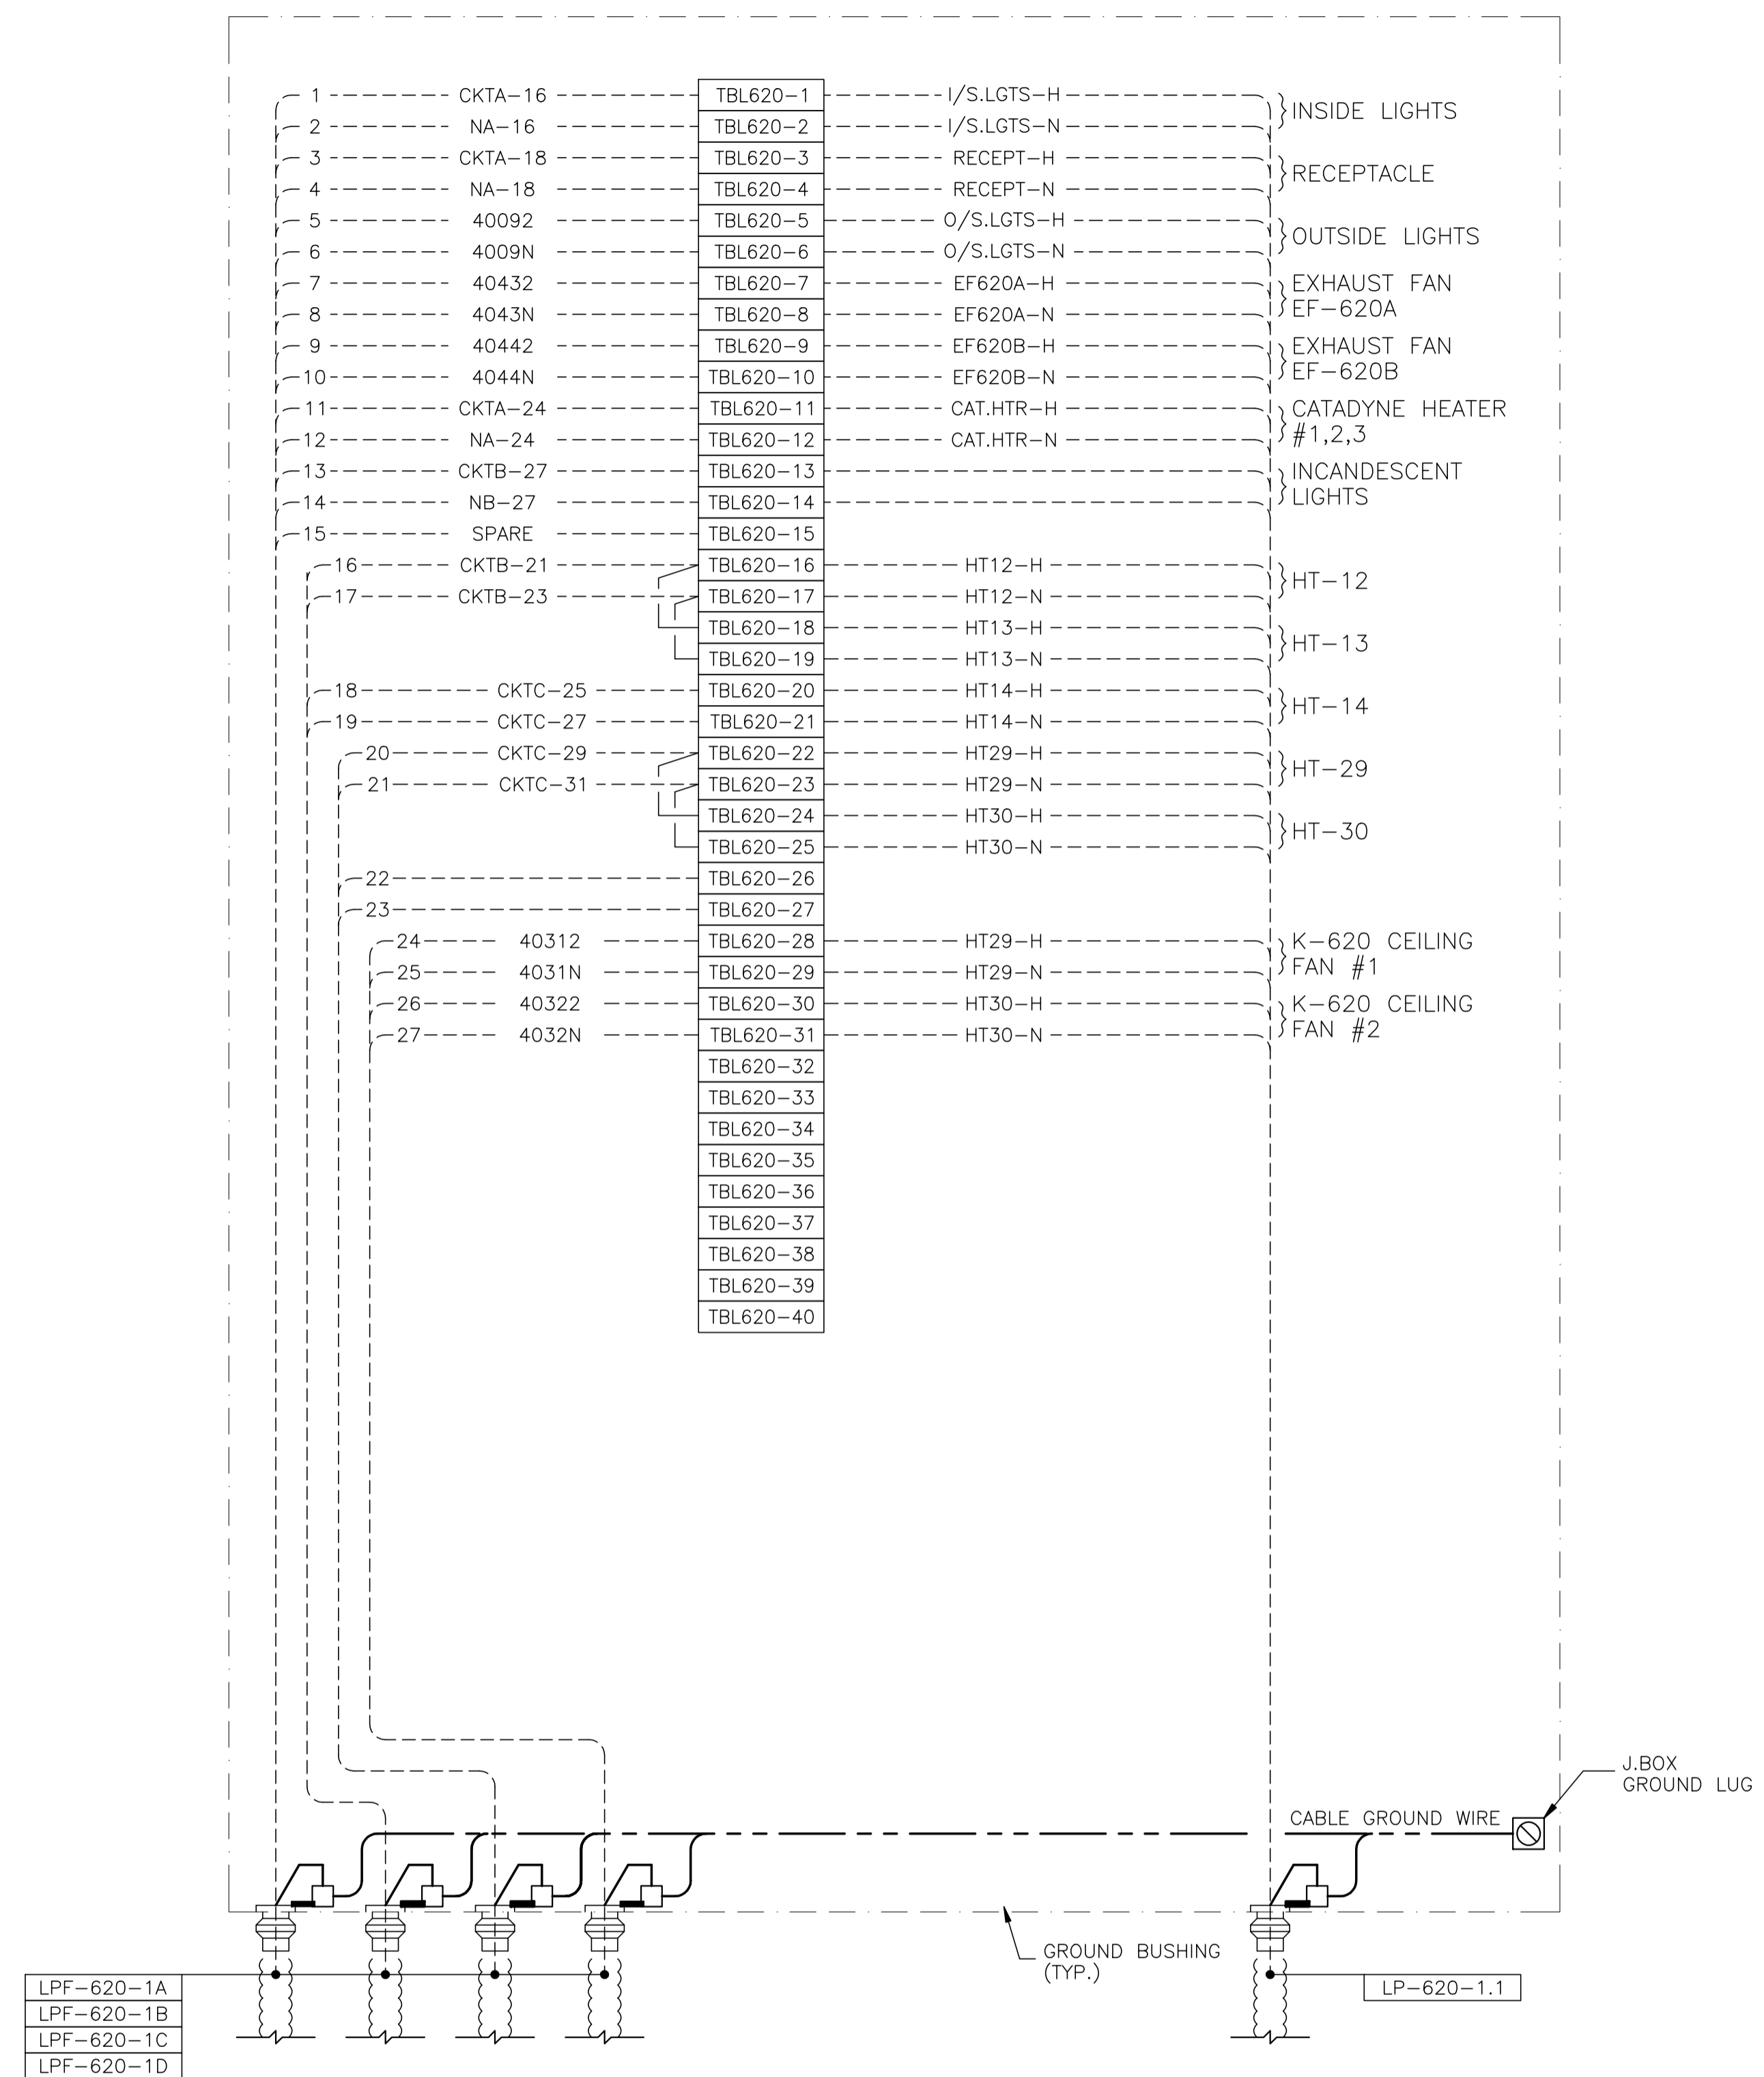 1 CKTA-16 TBL620-1 I/S.LGTS-H
INSIDE LIGHTS
2 NA-16 TBL620-2 I/S.LGTS-N
3 CKTA-18 TBL620-3 RECEPT-H
RECEPTACLE
4 NA-18 TBL620-4 RECEPT-N
5 40092 TBL620-5 O/S.LGTS-H
OUTSIDE LIGHTS
6 4009N TBL620-6 O/S.LGTS-N
7 40432 TBL620-7 EF620A-H EXHAUST FAN
8 4043N TBL620-8 EF620A-N EF-620A
9 40442 TBL620-9 EF620B-H EXHAUST FAN
10 4044N TBL620-10 EF620B-N EF-620B
11 CKTA-24 TBL620-11 CAT.HTR-H CATADYNE HEATER
12 NA-24 TBL620-12 CAT.HTR-N #1,2,3
13 CKTB-27 TBL620-13 INCANDESCENT
14 NB-27 TBL620-14 LIGHTS
15 SPARE TBL620-15
16 CKTB-21 TBL620-16 HT12-H
HT-12
17 CKTB-23 TBL620-17 HT12-N
TBL620-18 HT13-H
HT-13
TBL620-19 HT13-N
18 CKTC-25 TBL620-20 HT14-H
HT-14
19 CKTC-27 TBL620-21 HT14-N
20 CKTC-29 TBL620-22 HT29-H
HT-29
21 CKTC-31 TBL620-23 HT29-N
TBL620-24 HT30-H
HT-30
TBL620-25 HT30-N
22 TBL620-26
23 TBL620-27
24 40312 TBL620-28 HT29-H K-620 CEILING
25 4031N TBL620-29 HT29-N FAN #1
26 40322 TBL620-30 HT30-H K-620 CEILING
27 4032N TBL620-31 HT30-N FAN #2
TBL620-32
TBL620-33
TBL620-34
TBL620-35
TBL620-36
TBL620-37
TBL620-38
TBL620-39
TBL620-40
J.BOX
GROUND LUG
CABLE GROUND WIRE
GROUND BUSHING
(TYP.)
LPF-620-1A
LPF-620-1B
LPF-620-1C
LPF-620-1D
LP-620-1.1